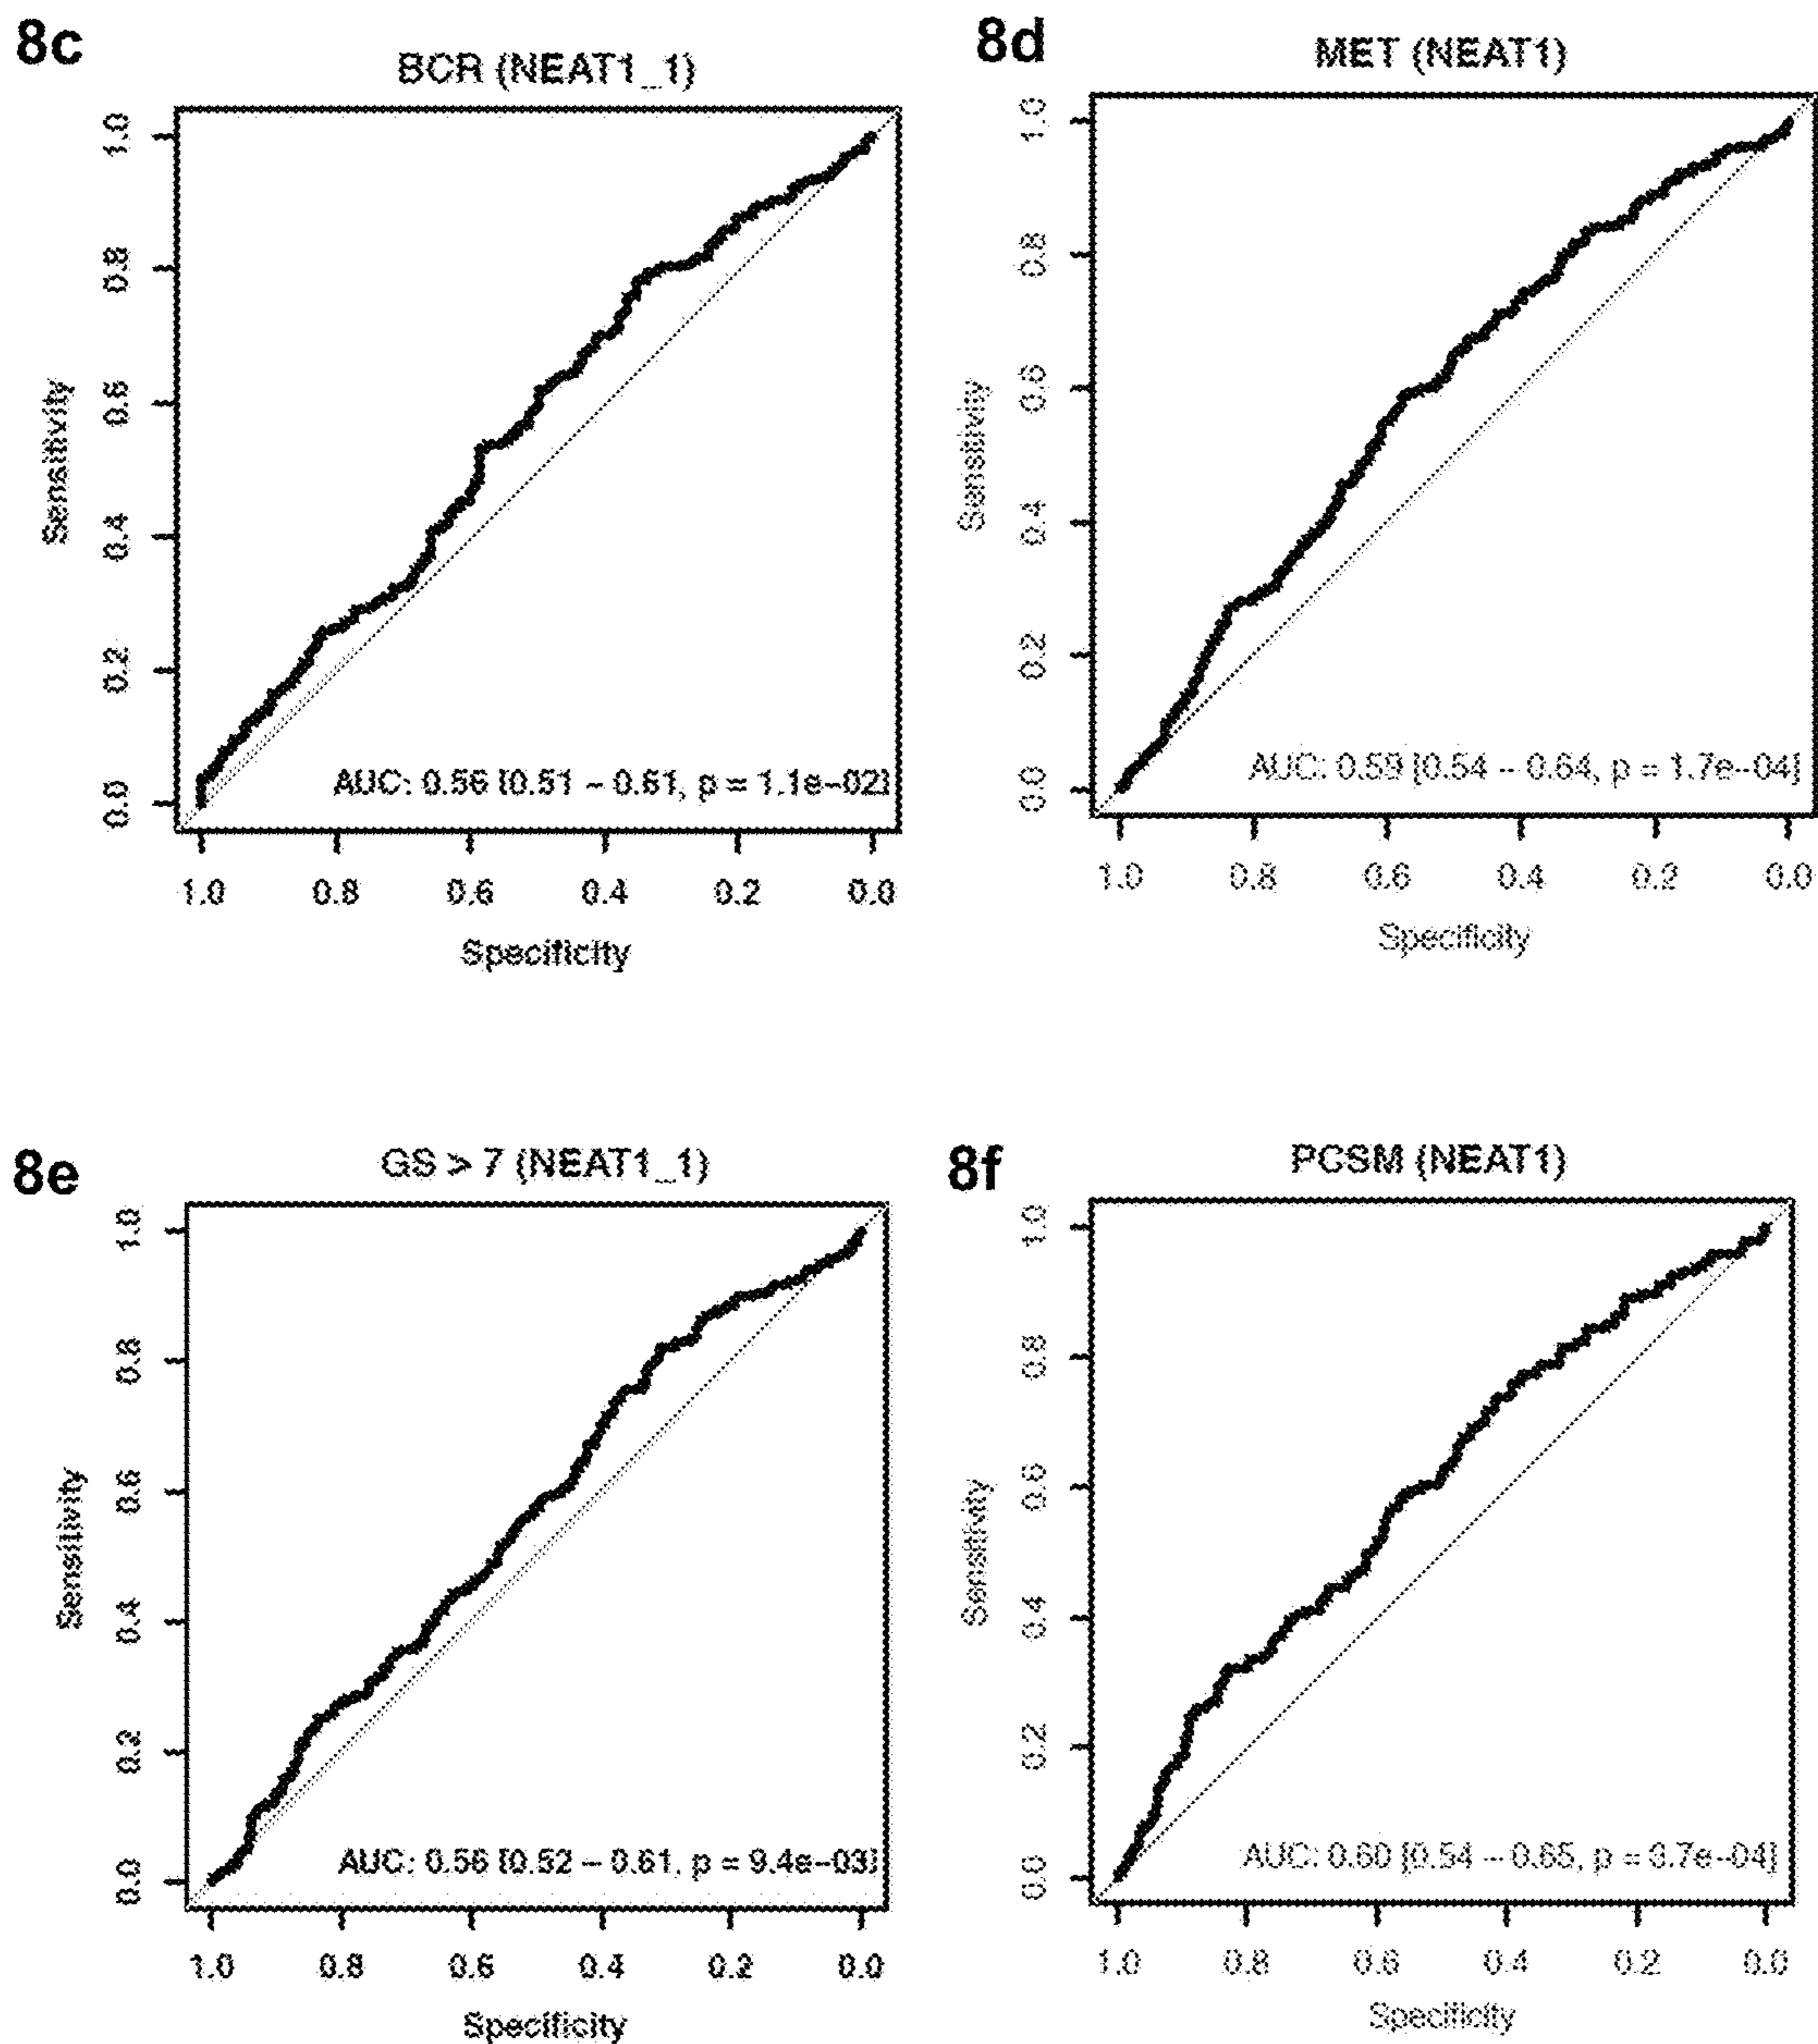 8c
BCR (NEAT1_1)
Sensitivity
1.0
0.8
0.6
0.4
0.2
0.0
AUC: 0.56 [0.51 – 0.61, p = 1.1e–02]
1.0 0.8 0.6 0.4 0.2 0.0
Specificity
8d
MET (NEAT1)
Sensitivity
1.0
0.8
0.6
0.4
0.2
0.0
AUC: 0.59 [0.54 – 0.64, p = 1.7e–04]
1.0 0.8 0.6 0.4 0.2 0.0
Specificity
8e
GS > 7 (NEAT1_1)
Sensitivity
1.0
0.8
0.6
0.4
0.2
0.0
AUC: 0.56 [0.52 – 0.61, p = 9.4e–03]
1.0 0.8 0.6 0.4 0.2 0.0
Specificity
8f
PCSM (NEAT1)
Sensitivity
1.0
0.8
0.6
0.4
0.2
0.0
AUC: 0.60 [0.54 – 0.65, p = 3.7e–04]
1.0 0.8 0.6 0.4 0.2 0.0
Specificity